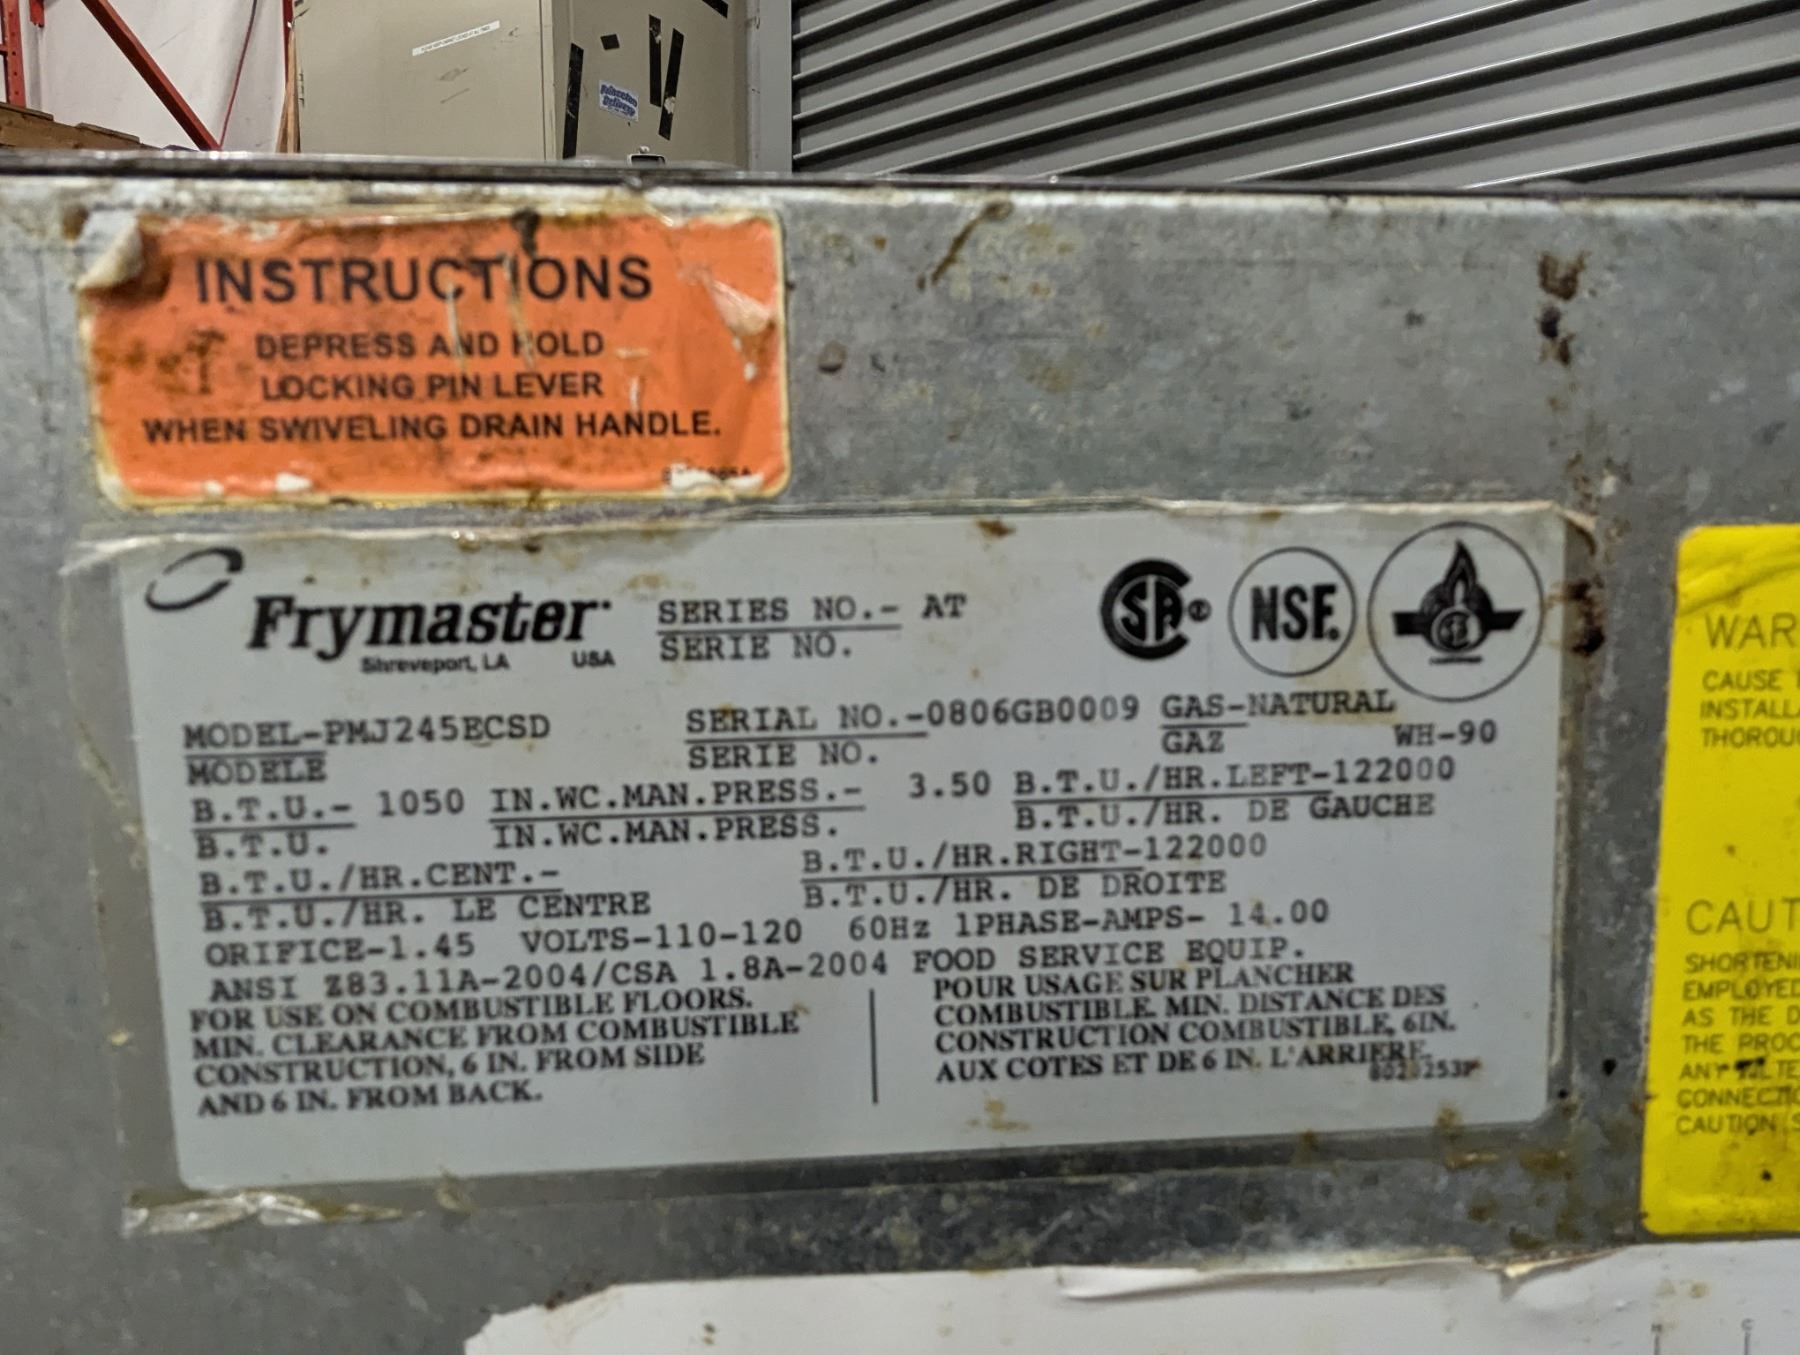 INSTRUCTIONS
DEPRESS AND HOLD
LOCKING PIN LEVER
WHEN SWIVELING DRAIN HANDLE.
Frymaster
Shreveport, LA USA
SERIES NO.- AT
SERIE NO.
NSF.
MODEL-PMJ245ECSD SERIAL NO.-0806GB0009 GAS-NATURAL
MODELE SERIE NO. GAZ WH-90
B.T.U.- 1050 IN.WC.MAN.PRESS.- 3.50 B.T.U./HR.LEFT-122000
B.T.U. IN.WC.MAN.PRESS. B.T.U./HR. DE GAUCHE
B.T.U./HR.CENT.- B.T.U./HR.RIGHT-122000
B.T.U./HR. LE CENTRE B.T.U./HR. DE DROITE
ORIFICE-1.45 VOLTS-110-120 60Hz 1PHASE-AMPS- 14.00
ANSI Z83.11A-2004/CSA 1.8A-2004 FOOD SERVICE EQUIP.
FOR USE ON COMBUSTIBLE FLOORS.
MIN. CLEARANCE FROM COMBUSTIBLE
CONSTRUCTION, 6 IN. FROM SIDE
AND 6 IN. FROM BACK.
POUR USAGE SUR PLANCHER
COMBUSTIBLE. MIN. DISTANCE DES
CONSTRUCTION COMBUSTIBLE, 6IN.
AUX COTES ET DE 6 IN. L'ARRIERE.
WAR
CAUSE
INSTALL
THOROU
CAUT
SHORTENI
EMPLOYED
AS THE D
THE PROC
ANY
CONNECTIO
CAUTION S